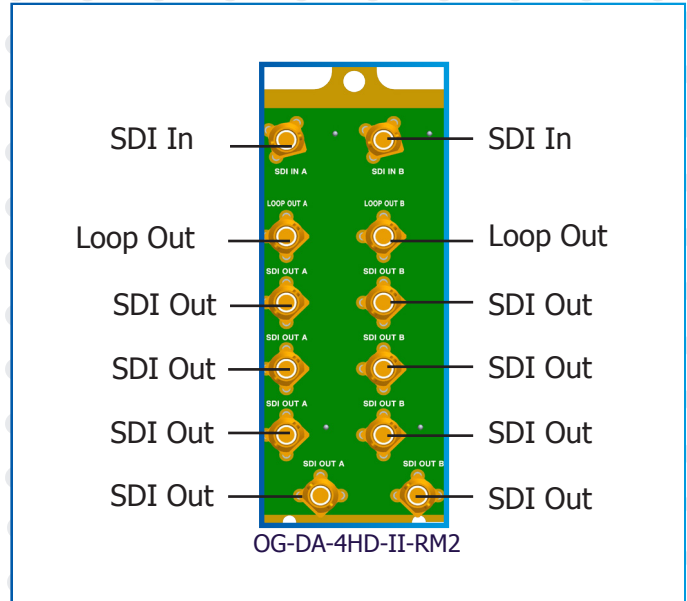 SDI In SDI In
SDI IN A SDI IN B
LOOP OUT A LOOP OUT B
Loop Out Loop Out
SDI OUT A SDI OUT B
SDI Out SDI Out
SDI OUT A SDI OUT B
SDI Out SDI Out
SDI OUT A SDI OUT B
SDI Out SDI Out
SDI OUT A SDI OUT B
SDI Out SDI Out
OG-DA-4HD-II-RM2